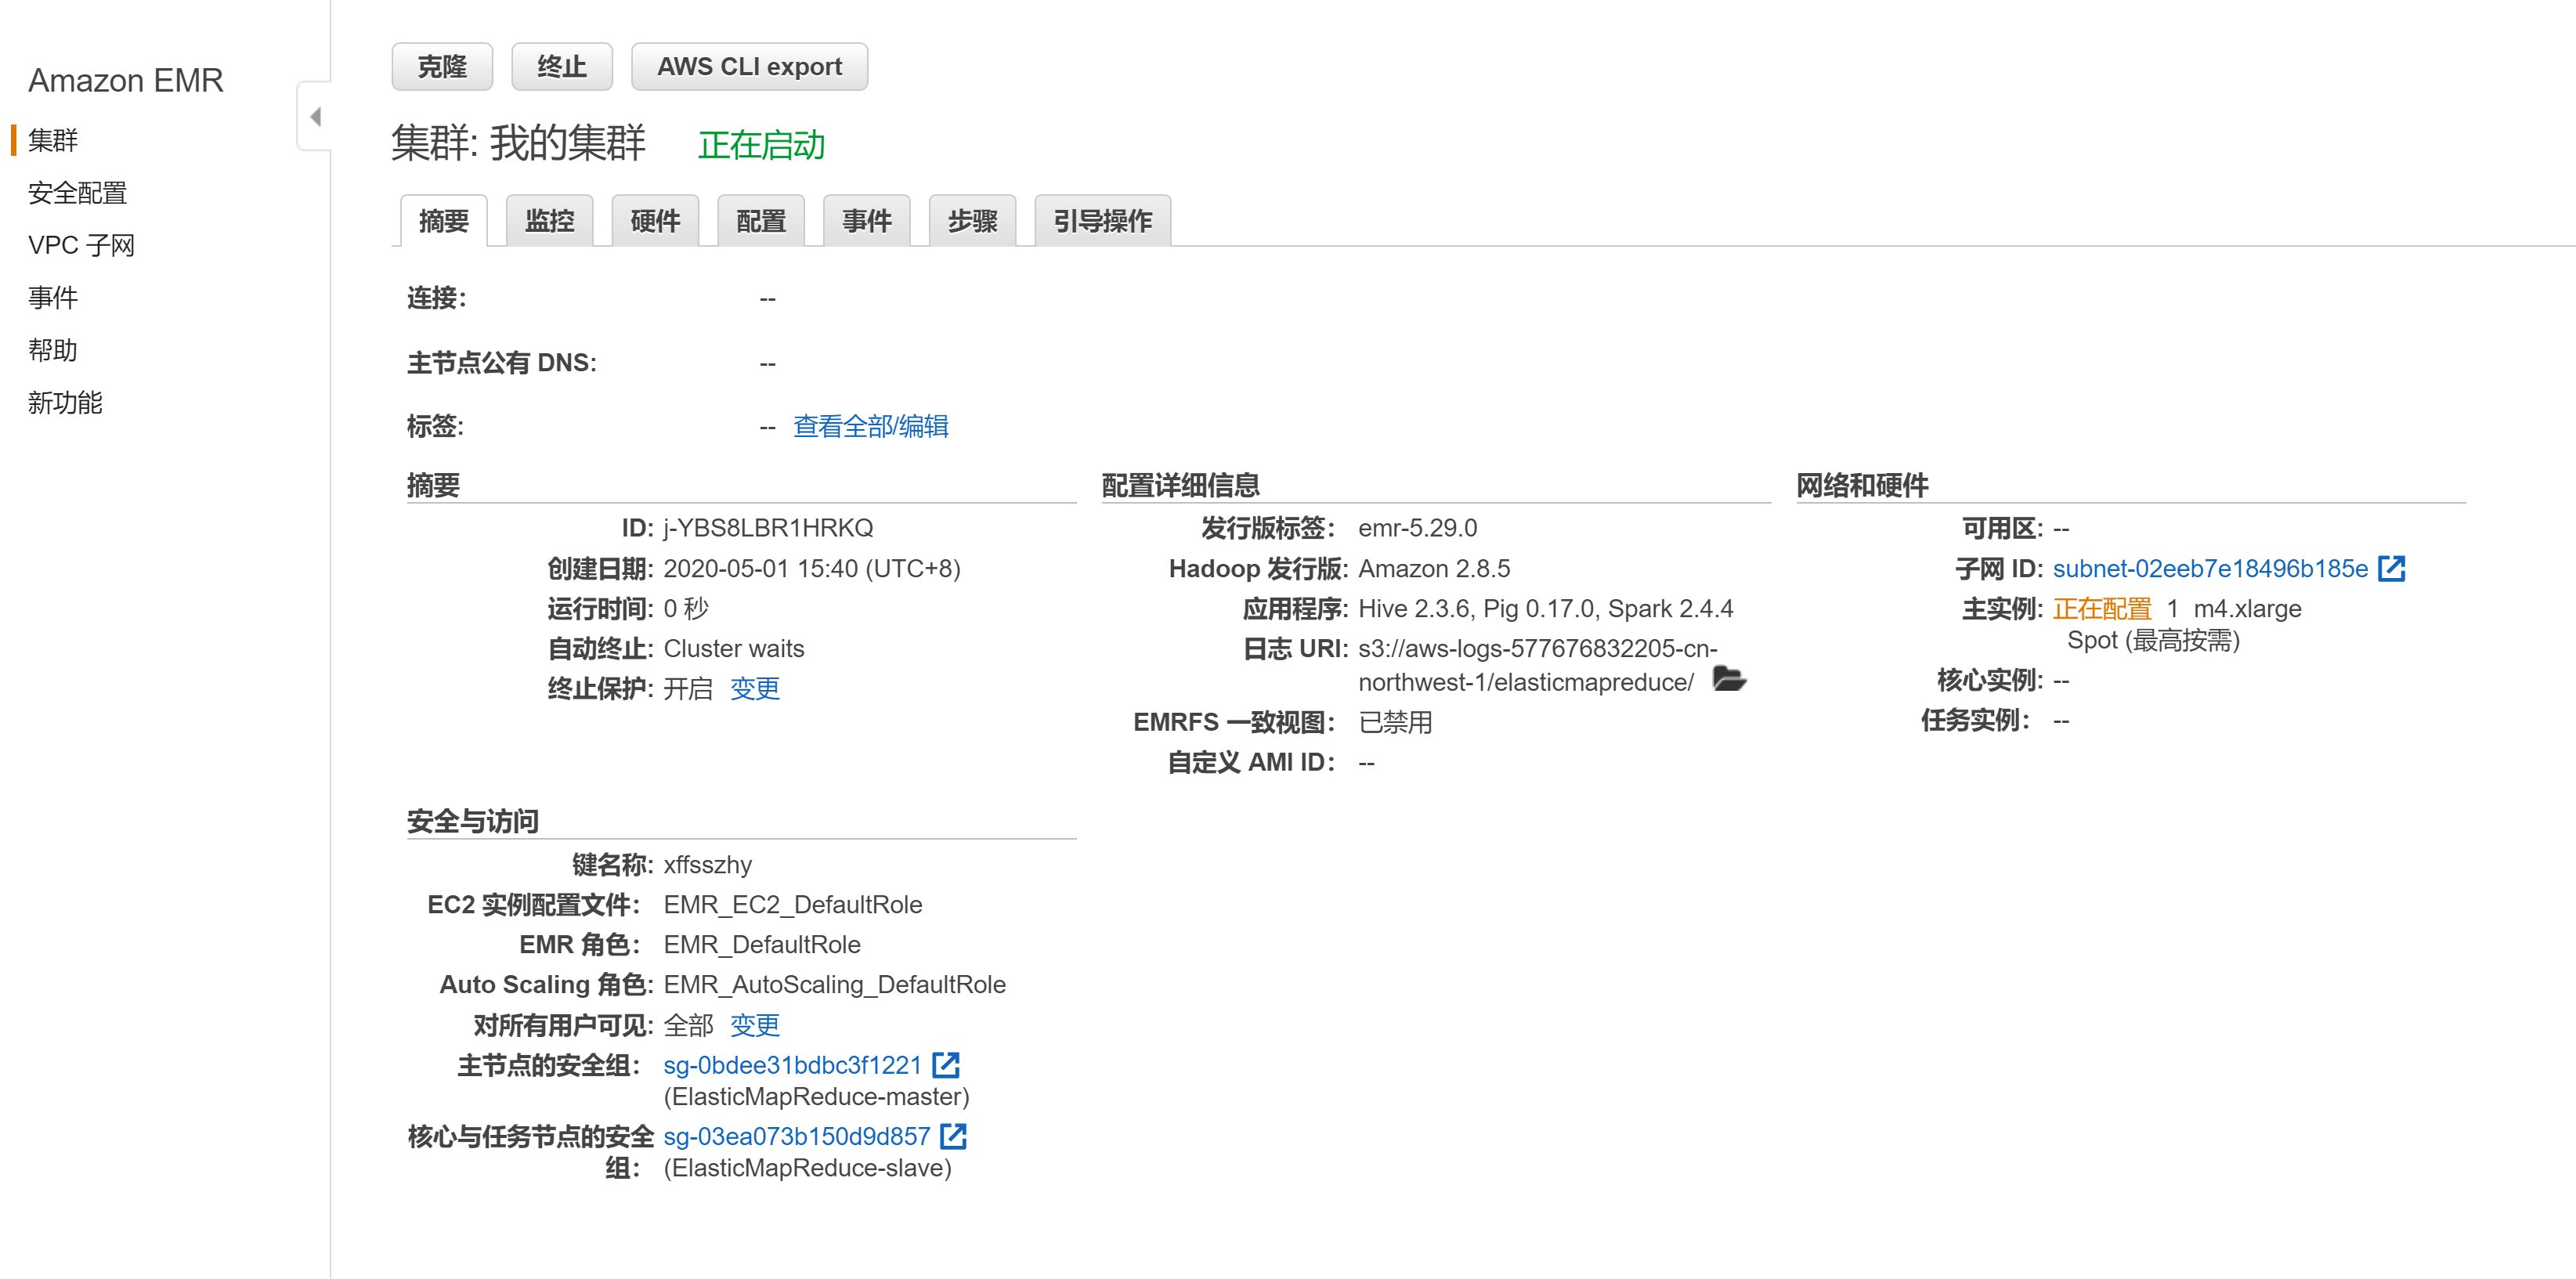 Amazon EMR
集群
安全配置
VPC 子网
事件
帮助
新功能
克隆 终止 AWS CLI export
集群: 我的集群 正在启动
摘要 监控 硬件 配置 事件 步骤 引导操作
连接： --
主节点公有 DNS: --
标签: -- 查看全部/编辑
摘要
ID: j-YBS8LBR1HRKQ
创建日期: 2020-05-01 15:40 (UTC+8)
运行时间: 0 秒
自动终止: Cluster waits
终止保护: 开启 变更
配置详细信息
发行版标签： emr-5.29.0
Hadoop 发行版: Amazon 2.8.5
应用程序: Hive 2.3.6, Pig 0.17.0, Spark 2.4.4
日志 URI: s3://aws-logs-577676832205-cn-
northwest-1/elasticmapreduce/
EMRFS 一致视图： 已禁用
自定义 AMI ID： --
网络和硬件
可用区: --
子网 ID: subnet-02eeb7e18496b185e
主实例: 正在配置 1 m4.xlarge
Spot (最高按需)
核心实例: --
任务实例： --
安全与访问
键名称: xffsszhy
EC2 实例配置文件： EMR_EC2_DefaultRole
EMR 角色： EMR_DefaultRole
Auto Scaling 角色: EMR_AutoScaling_DefaultRole
对所有用户可见: 全部 变更
主节点的安全组： sg-0bdee31bdbc3f1221
(ElasticMapReduce-master)
核心与任务节点的安全 sg-03ea073b150d9d857
组： (ElasticMapReduce-slave)